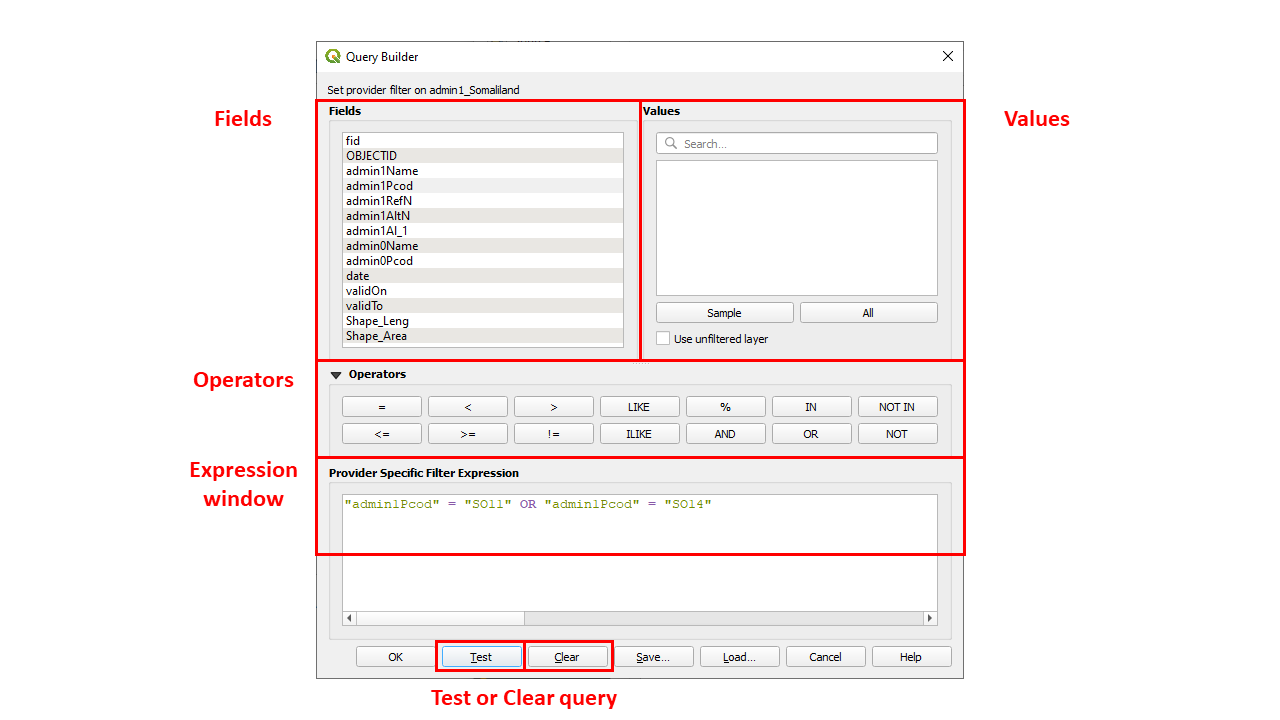 Query Builder
Set provider filter on admin1_Somaliland
Fields
Fields
Values
Values
fid
OBJECTID
admin1Name
admin1Pcod
admin1RefN
admin1AltN
admin1Al_1
admin0Name
admin0Pcod
date
validOn
validTo
Shape_Leng
Shape_Area
Search...
Sample All
Use unfiltered layer
Operators
Operators
= < > LIKE % IN NOT IN
<= >= != ILIKE AND OR NOT
Expression
window
Provider Specific Filter Expression
"admin1Pcod" = "SO11" OR "admin1Pcod" = "SO14"
OK Test Clear Save... Load... Cancel Help
Test or Clear query